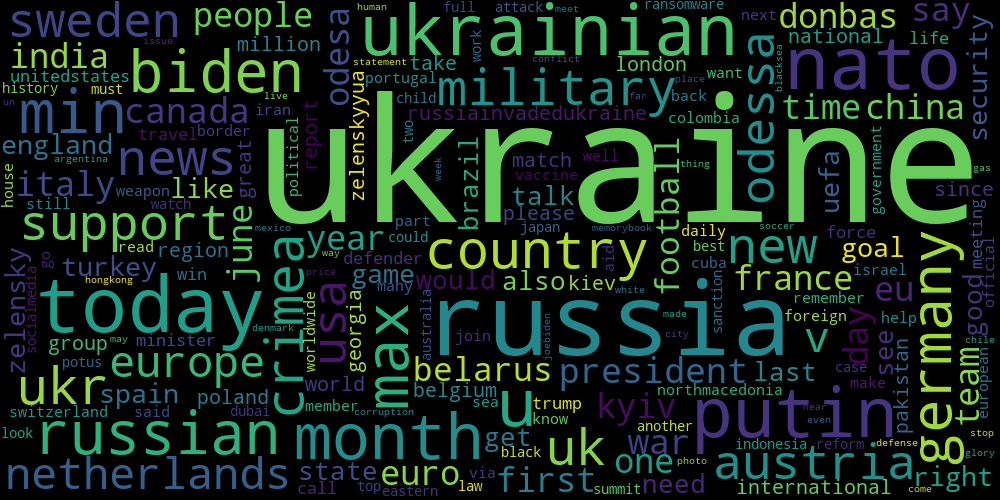 sweden
people
ukrainian
human
full
attack
meet
ransomware
next
donbas
say
india
biden
million
odesa
issue
statement
conflict
take
work
london
place
blacksea
national
life
nato
security
unitedstates
history
must
un
live
iran
zelenskyyua
portugal
child
military
want
far
back
time
china
min
canada
travel
border
report
political
two
russiainvadedukraine
colombia
odessa
england
argentina
news
great
ukraine
brazil
match
well
thing
vaccine
uefa
government
since
gas
house
italy
weapon
like
still
watch
week
talk
please
football
support
june
mexico
year
part
could
japan
memorybook
soccer
daily
force
meeting
official
zelensky
read
region
way
defender
country
new
best
goal
go
socialmedia
turkey
win
crimea
game
many
would
also
kiev
aid
cuba
israel
good
hongkong
today
usa
georgia
max
australia
russia
white
sanction
france
eu
price
worldwide
made
remember
help
germany
group
may
minister
denmark
join
joebiden
city
foreign
v
day
see
chile
europe
potus
world
belarus
president
last
case
make
pakistan
european
team
ukr
spain
poland
member
belgium
northmacedonia
switzerland
said
dubai
corruption
sea
u
trump
know
kyiv
putin
even
near
look
russian
month
get
black
another
war
indonesia
reform
defense
stop
uk
one
photo
austria
glory
right
netherlands
state
euro
via
law
first
summit
need
international
come
call
top
eastern